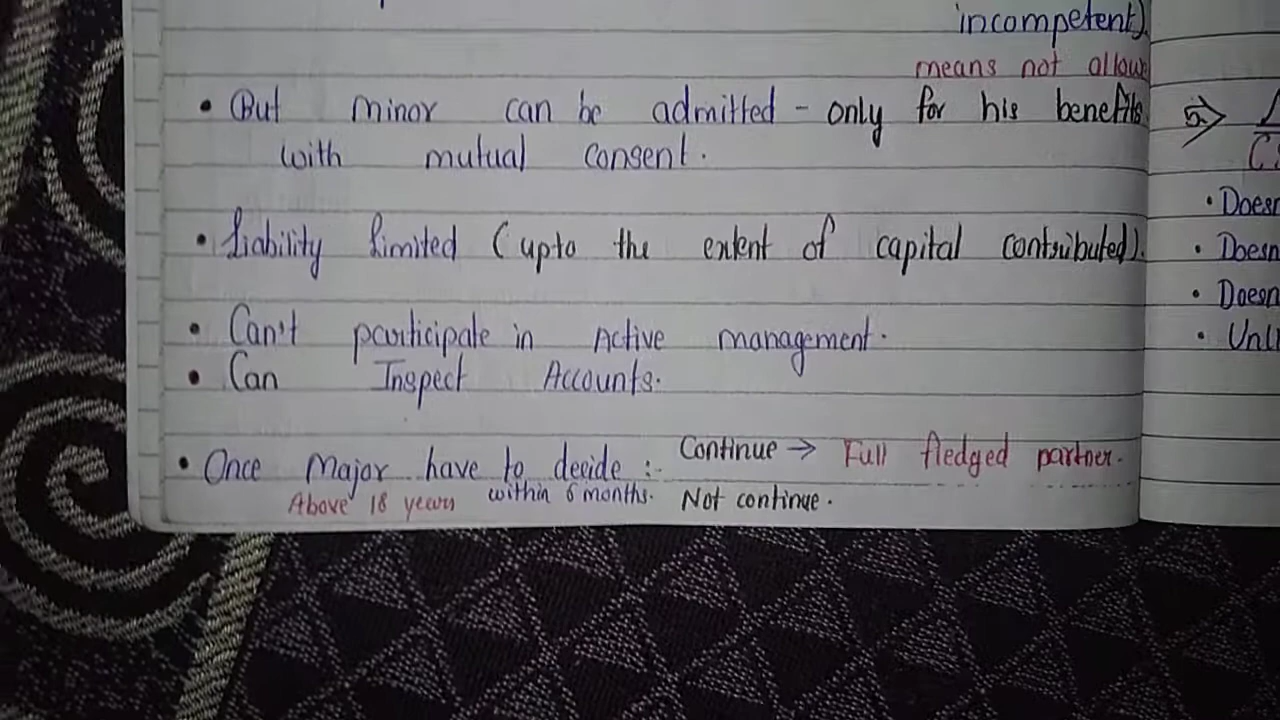 incompetent).
means not allowe
• But minor can be admitted - only for his benefits
with mutual consent.
• Liability limited (upto the extent of capital contributed).
• Can't participate in Active management.
• Can Inspect Accounts.
• Once Major have to decide :- Continue → Full fledged partner.
Above 18 years within 6 months. Not continue.
⇒
• Doesn
• Doesn
• Doesn
• Unli